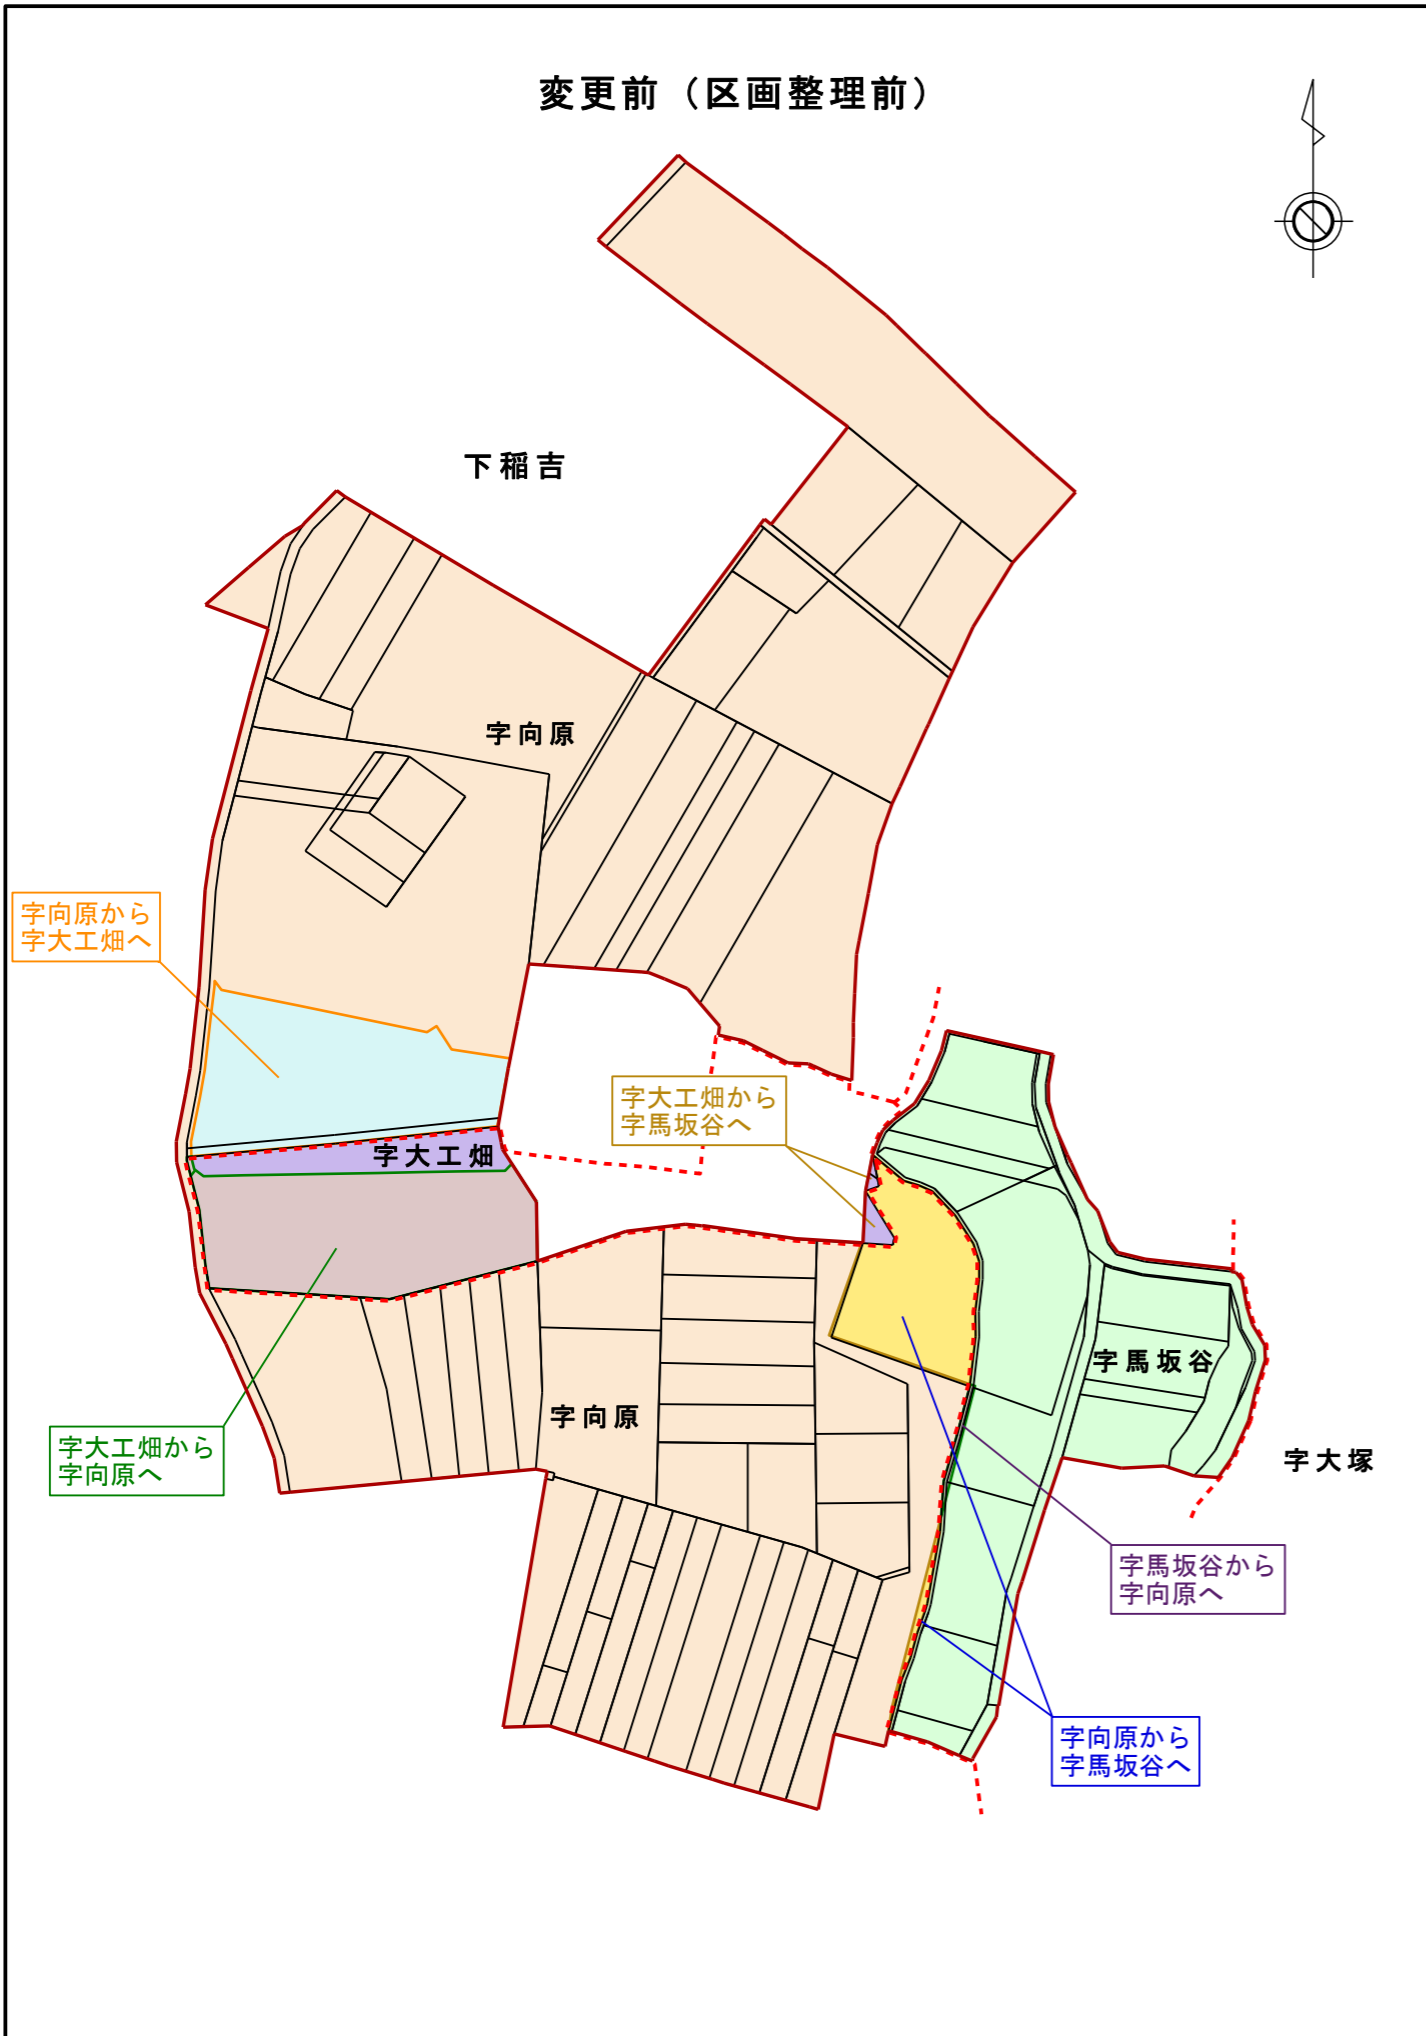 変更前（区画整理前）
下稲吉
字向原
字向原から
字大工畑へ
字大工畑から
字馬坂谷へ
字大工畑
字馬坂谷
字向原
字大工畑から
字向原へ
字大塚
字馬坂谷から
字向原へ
字向原から
字馬坂谷へ